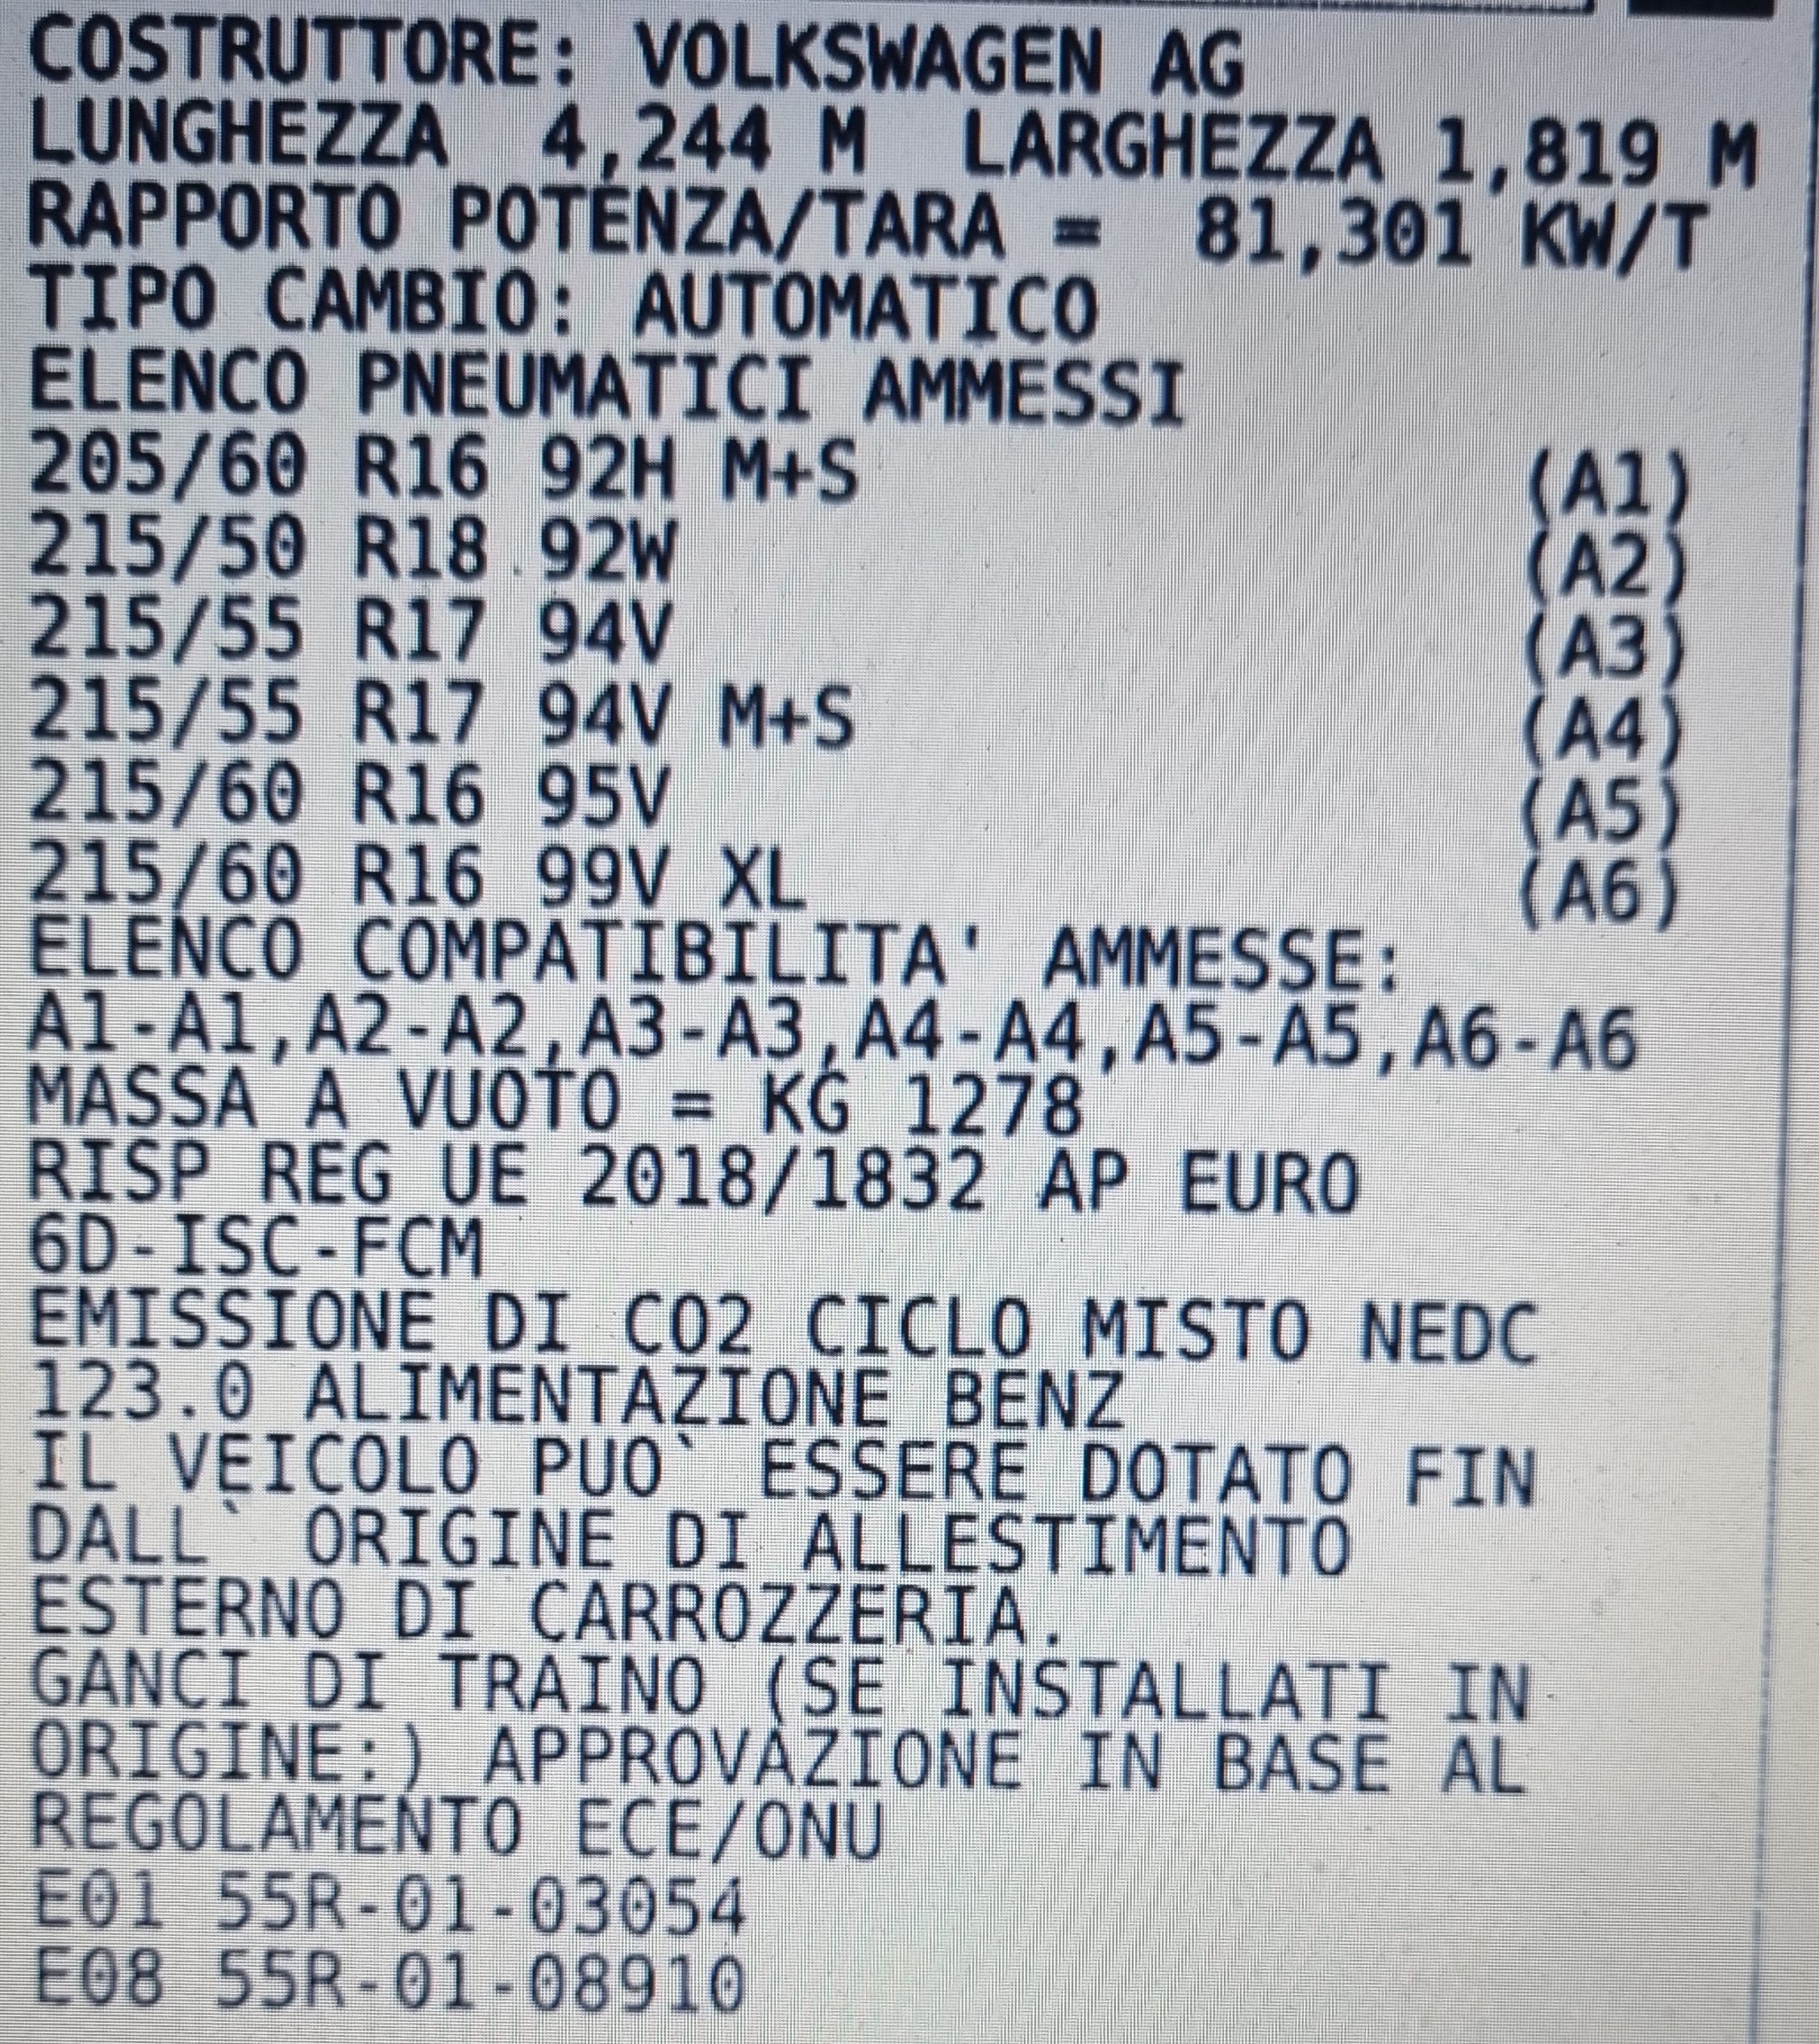 COSTRUTTORE: VOLKSWAGEN AG
LUNGHEZZA 4,244 M LARGHEZZA 1,819 M
RAPPORTO POTENZA/TARA = 81,301 KW/T
TIPO CAMBIO: AUTOMATICO
ELENCO PNEUMATICI AMMESSI
205/60 R16 92H M+S (A1)
215/50 R18 92W (A2)
215/55 R17 94V (A3)
215/55 R17 94V M+S (A4)
215/60 R16 95V (A5)
215/60 R16 99V XL (A6)
ELENCO COMPATIBILITA' AMMESSE:
A1-A1,A2-A2,A3-A3,A4-A4,A5-A5,A6-A6
MASSA A VUOTO = KG 1278
RISP REG UE 2018/1832 AP EURO
6D-ISC-FCM
EMISSIONE DI CO2 CICLO MISTO NEDC
123.0 ALIMENTAZIONE BENZ
IL VEICOLO PUO` ESSERE DOTATO FIN
DALL` ORIGINE DI ALLESTIMENTO
ESTERNO DI CARROZZERIA.
GANCI DI TRAINO (SE INSTALLATI IN
ORIGINE:) APPROVAZIONE IN BASE AL
REGOLAMENTO ECE/ONU
E01 55R-01-03054
E08 55R-01-08910